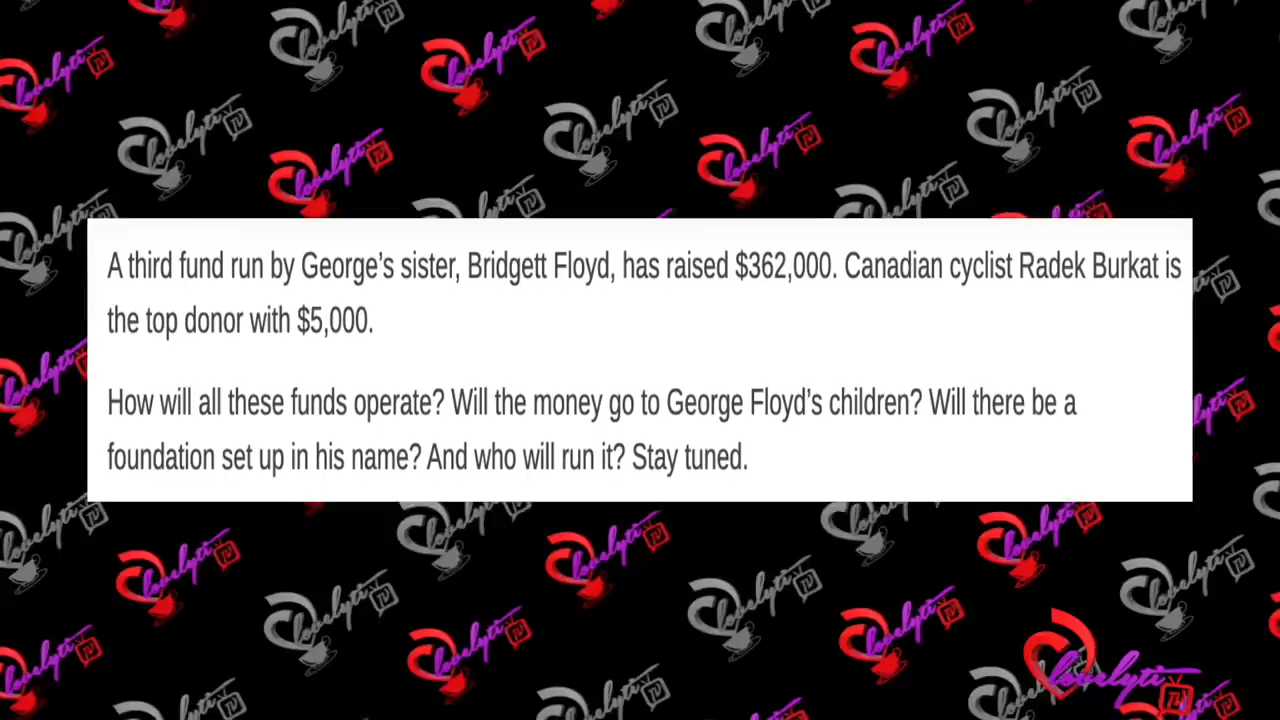 A third fund run by George’s sister, Bridgett Floyd, has raised $362,000. Canadian cyclist Radek Burkat is
the top donor with $5,000.
How will all these funds operate? Will the money go to George Floyd’s children? Will there be a
foundation set up in his name? And who will run it? Stay tuned.
lovelyti
TV